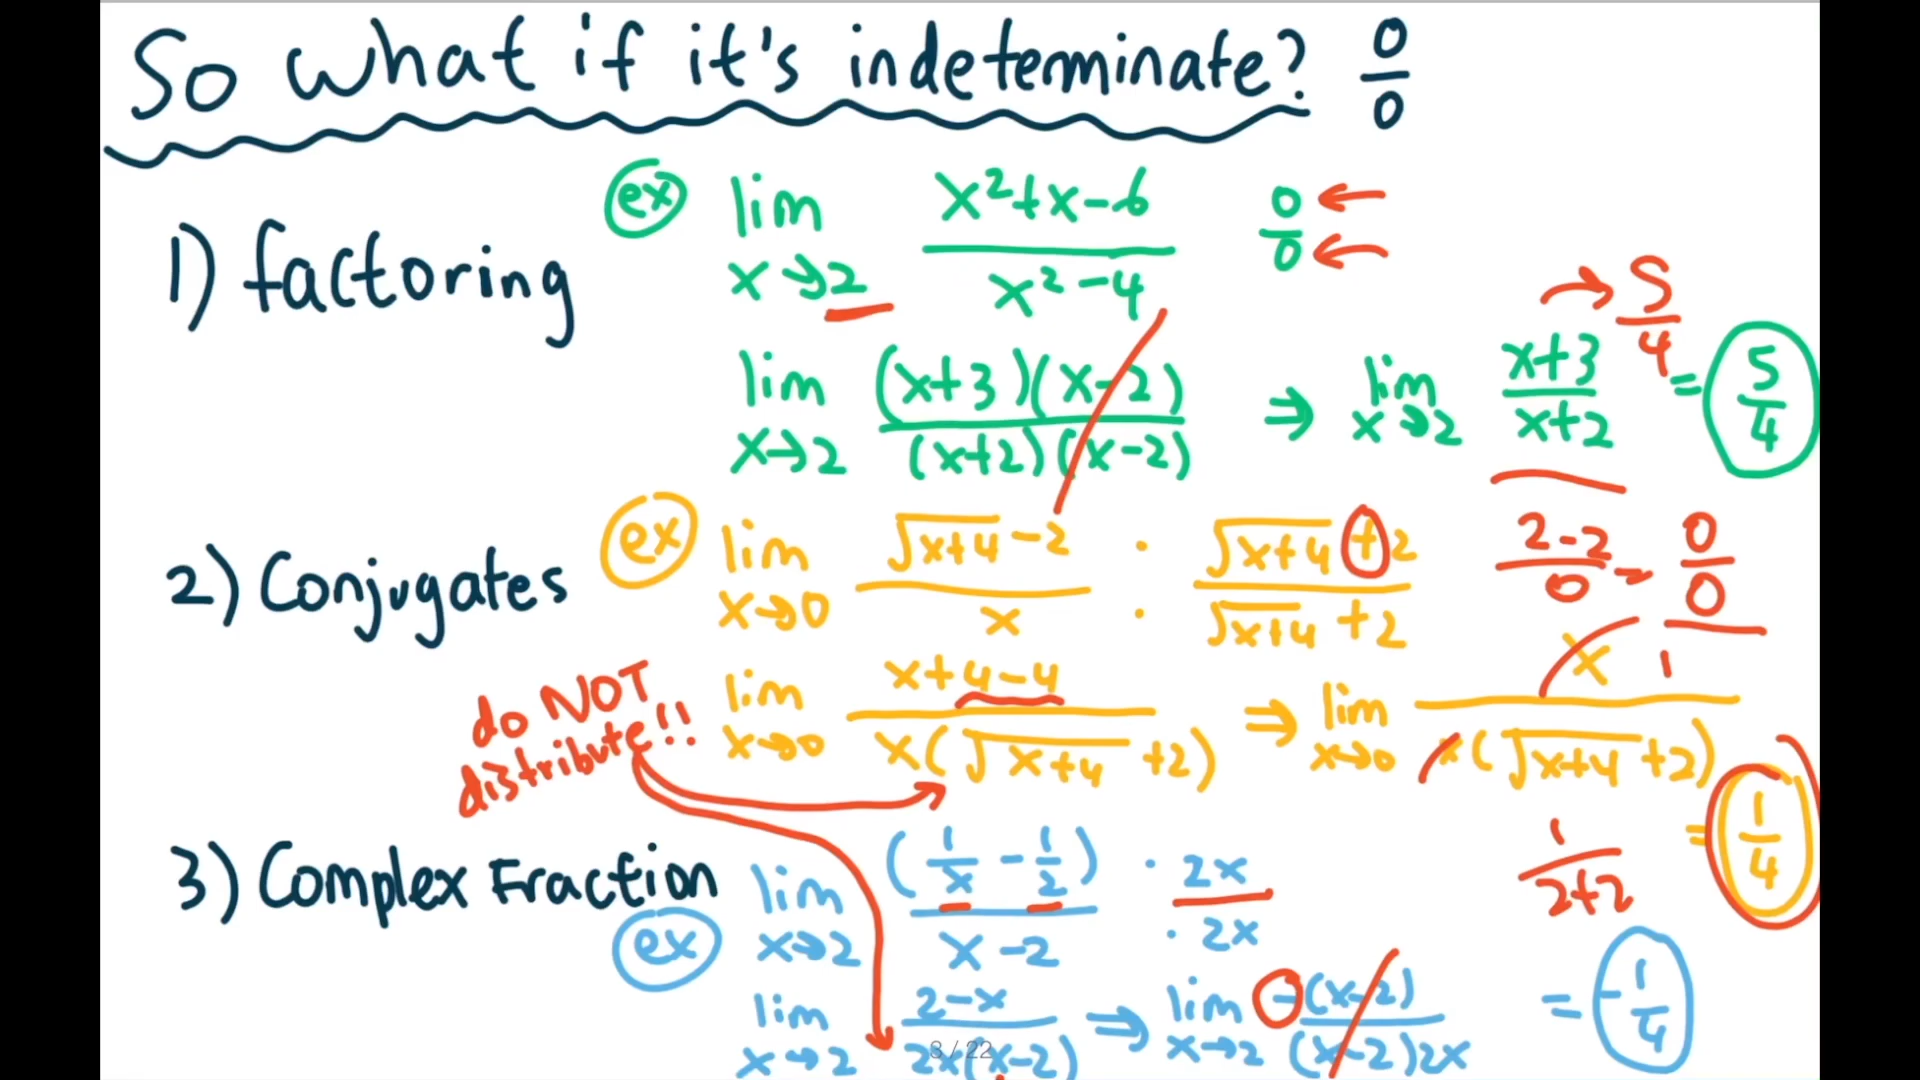 So what if it's indeterminate? 0/0
1) factoring
ex lim x→2 (x²+x-6)/(x²-4) 0/0 ← ←
lim x→2 (x+3)(x-2)/(x+2)(x-2) ⇒ lim x→2 (x+3)/(x+2) → 5/4 = 5/4
2) Conjugates
ex lim x→0 (√(x+4) -2)/x · (√(x+4) +2)/(√(x+4) +2) (2-2)/0 = 0/0
lim x→0 (x+4-4)/(x(√(x+4) +2)) ⇒ lim x→0 x/(x(√(x+4) +2)) 1 = 1/4
do NOT
distribute!!
1/(2+2)
3) Complex Fraction
ex lim x→2 (1/x - 1/2)/(x-2) · 2x/2x
lim x→2 (2-x)/(2x(x-2)) ⇒ lim x→2 -(x-2)/((x-2)2x) = -1/4
3 / 22